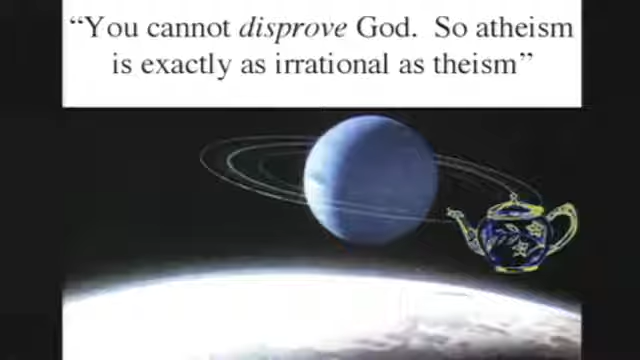 “You cannot disprove God.  So atheism
is exactly as irrational as theism”